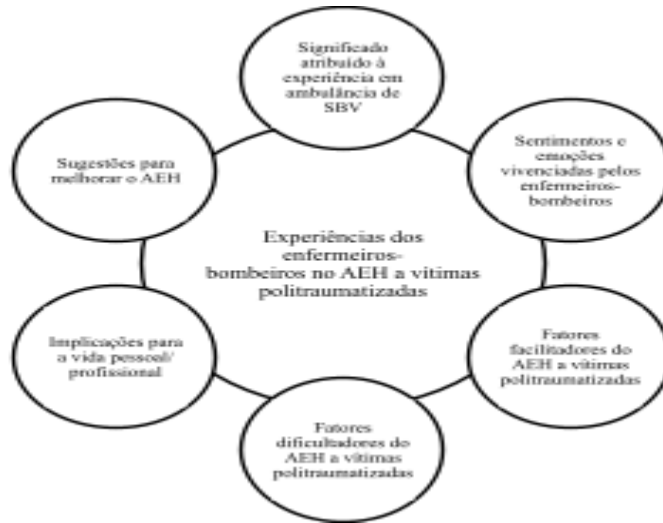 Significado
atribuído à
experiência em
ambulância de
SBV
Sentimentos e
emoções
vivenciadas pelos
enfermeiros-
bombeiros
Fatores
facilitadores do
AEH a vítimas
politraumatizadas
Fatores
dificultadores do
AEH a vítimas
politraumatizadas
Implicações para
a vida pessoal/
profissional
Sugestões para
melhorar o AEH
Experiências dos
enfermeiros-
bombeiros no AEH a vítimas
politraumatizadas